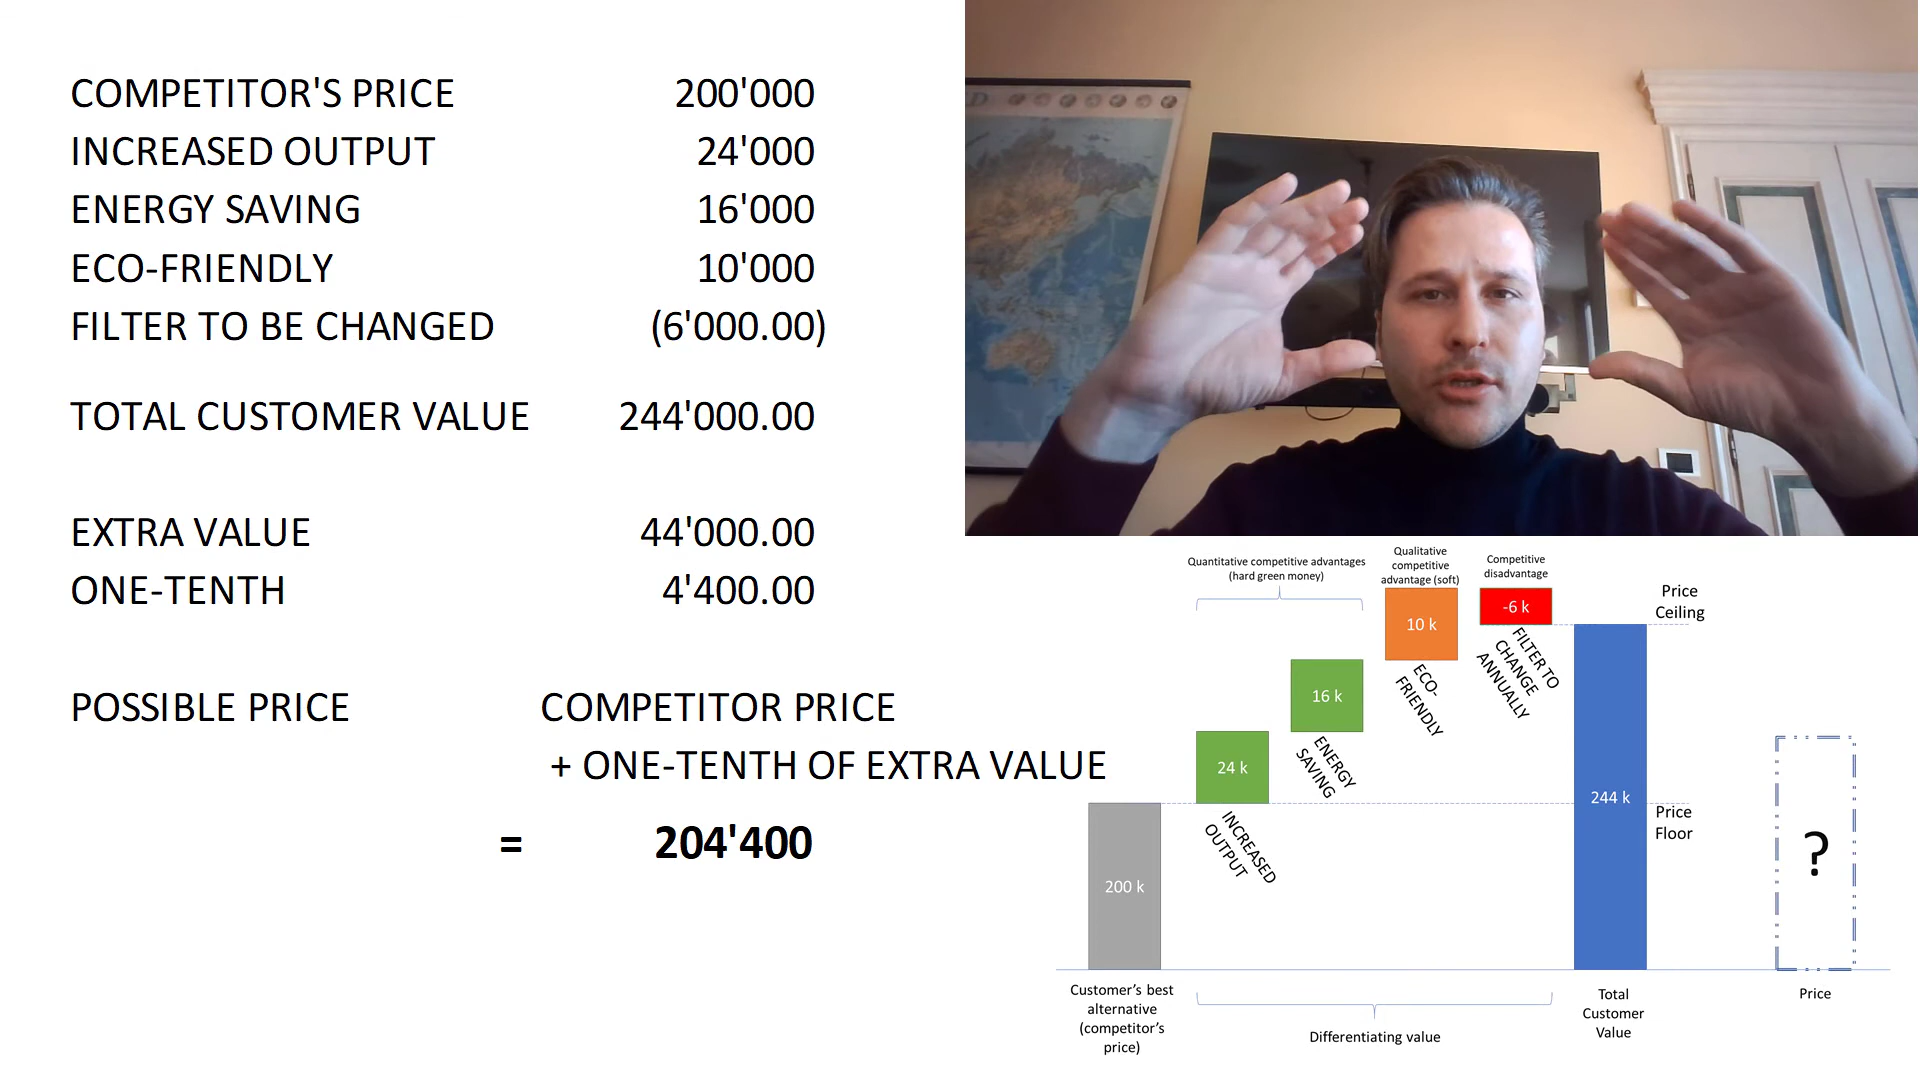 COMPETITOR'S PRICE 200'000
INCREASED OUTPUT 24'000
ENERGY SAVING 16'000
ECO-FRIENDLY 10'000
FILTER TO BE CHANGED (6'000.00)
TOTAL CUSTOMER VALUE 244'000.00
EXTRA VALUE 44'000.00
ONE-TENTH 4'400.00
POSSIBLE PRICE COMPETITOR PRICE
+ ONE-TENTH OF EXTRA VALUE
= 204'400
Quantitative competitive advantages
(hard green money)
Qualitative
competitive
advantage (soft)
Competitive
disadvantage
Price
Ceiling
-6 k
10 k
FILTER TO
CHANGE
ANNUALLY
ECO-
FRIENDLY
16 k
ENERGY
SAVING
24 k
INCREASED
OUTPUT
244 k
Price
Floor
200 k
?
Customer's best
alternative
(competitor's
price)
Differentiating value
Total
Customer
Value
Price